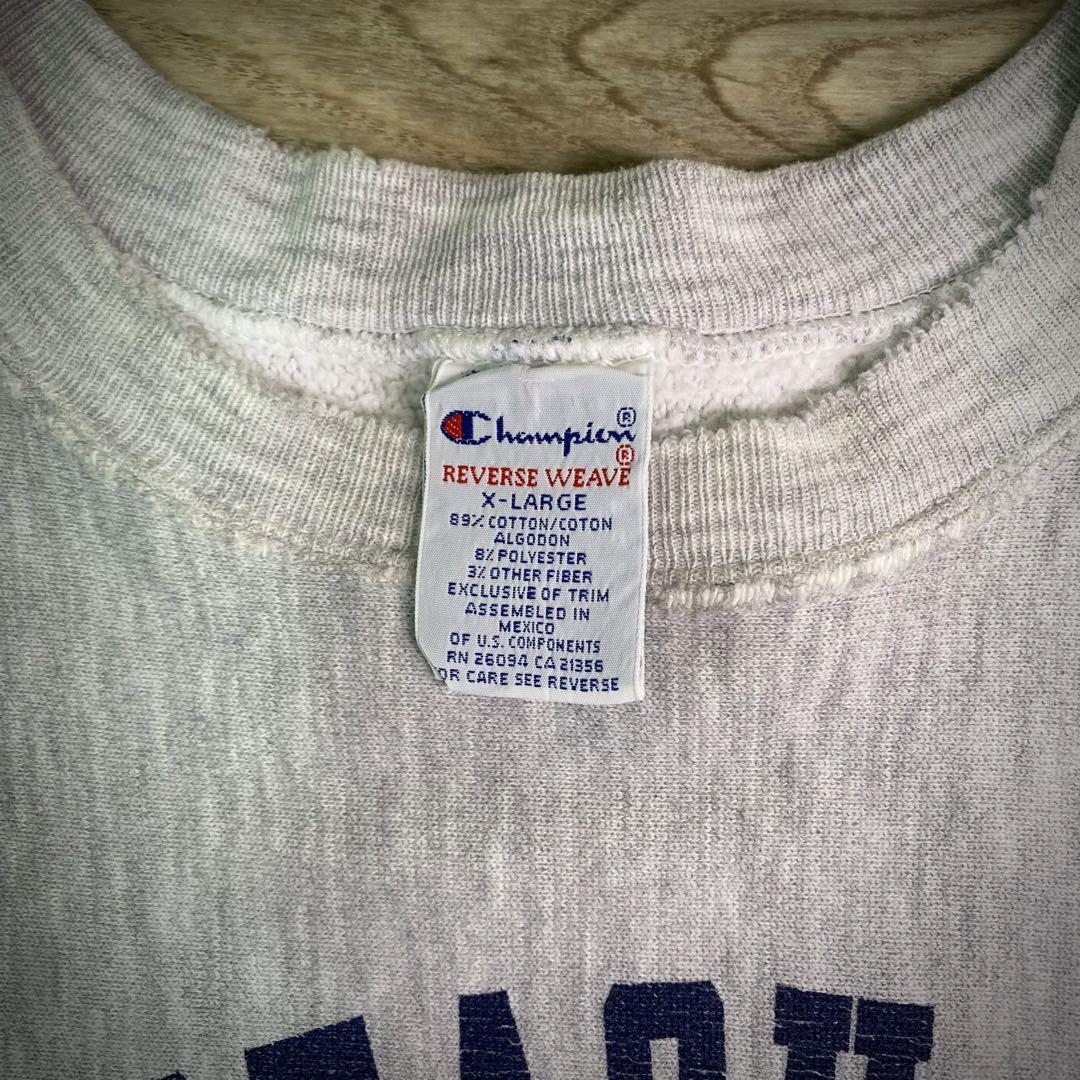 Champion®
REVERSE WEAVE®
X-LARGE
89% COTTON/COTON
ALGODON
8% POLYESTER
3% OTHER FIBER
EXCLUSIVE OF TRIM
ASSEMBLED IN
MEXICO
OF U.S. COMPONENTS
RN 26094 CA 21356
OR CARE SEE REVERSE